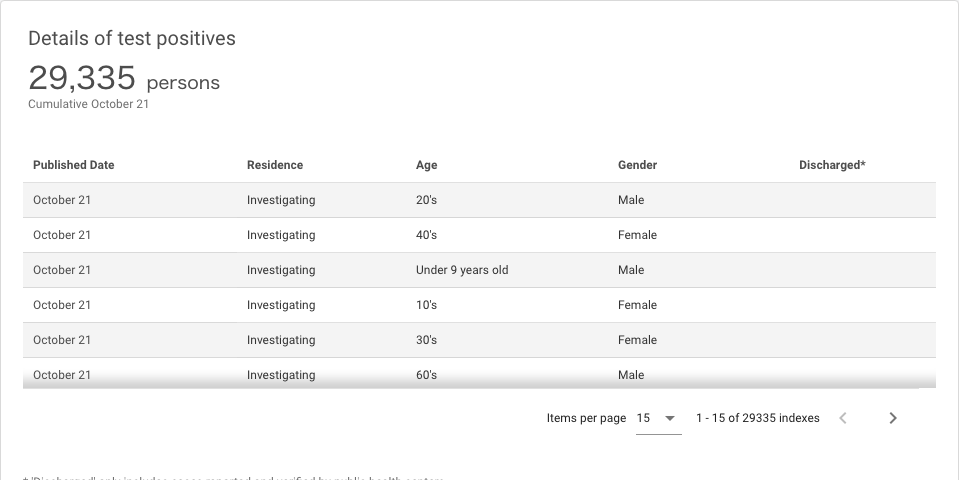 Details of test positives
29,335 persons
Cumulative October 21
Published Date Residence Age Gender Discharged*
October 21 Investigating 20's Male
October 21 Investigating 40's Female
October 21 Investigating Under 9 years old Male
October 21 Investigating 10's Female
October 21 Investigating 30's Female
October 21 Investigating 60's Male
Items per page 15 1 - 15 of 29335 indexes